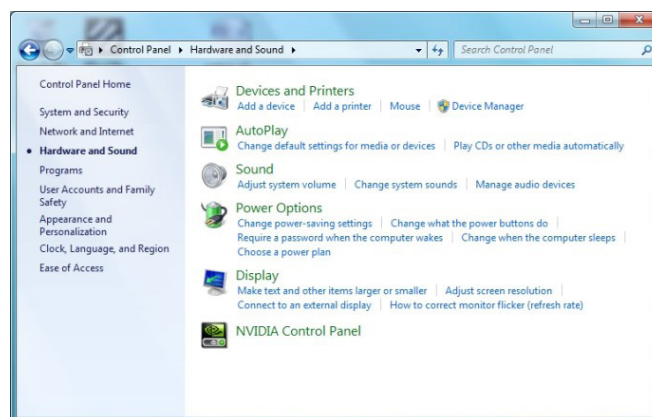 Control Panel ▸ Hardware and Sound ▸
Search Control Panel
Control Panel Home
System and Security
Network and Internet
Hardware and Sound
Programs
User Accounts and Family
Safety
Appearance and
Personalization
Clock, Language, and Region
Ease of Access
Devices and Printers
Add a device | Add a printer | Mouse | Device Manager
AutoPlay
Change default settings for media or devices | Play CDs or other media automatically
Sound
Adjust system volume | Change system sounds | Manage audio devices
Power Options
Change power-saving settings | Change what the power buttons do |
Require a password when the computer wakes | Change when the computer sleeps |
Choose a power plan
Display
Make text and other items larger or smaller | Adjust screen resolution |
Connect to an external display | How to correct monitor flicker (refresh rate)
NVIDIA Control Panel